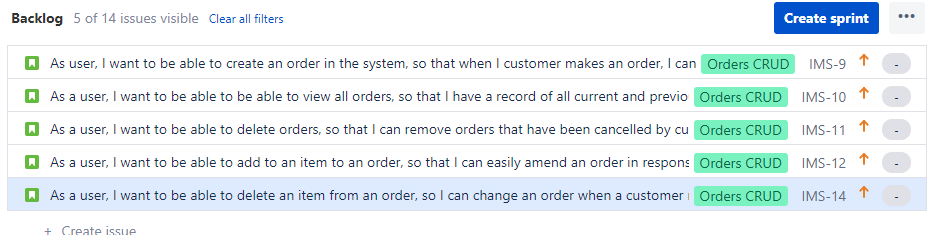 Backlog 5 of 14 issues visible Clear all filters Create sprint •••
As user, I want to be able to create an order in the system, so that when I customer makes an order, I can Orders CRUD IMS-9 -
As a user, I want to be able to be able to view all orders, so that I have a record of all current and previo Orders CRUD IMS-10 -
As a user, I want to be able to delete orders, so that I can remove orders that have been cancelled by cu Orders CRUD IMS-11 -
As a user, I want to be able to add to an item to an order, so that I can easily amend an order in respons Orders CRUD IMS-12 -
As a user, I want to be able to delete an item from an order, so I can change an order when a customer Orders CRUD IMS-14 -
+ Create issue